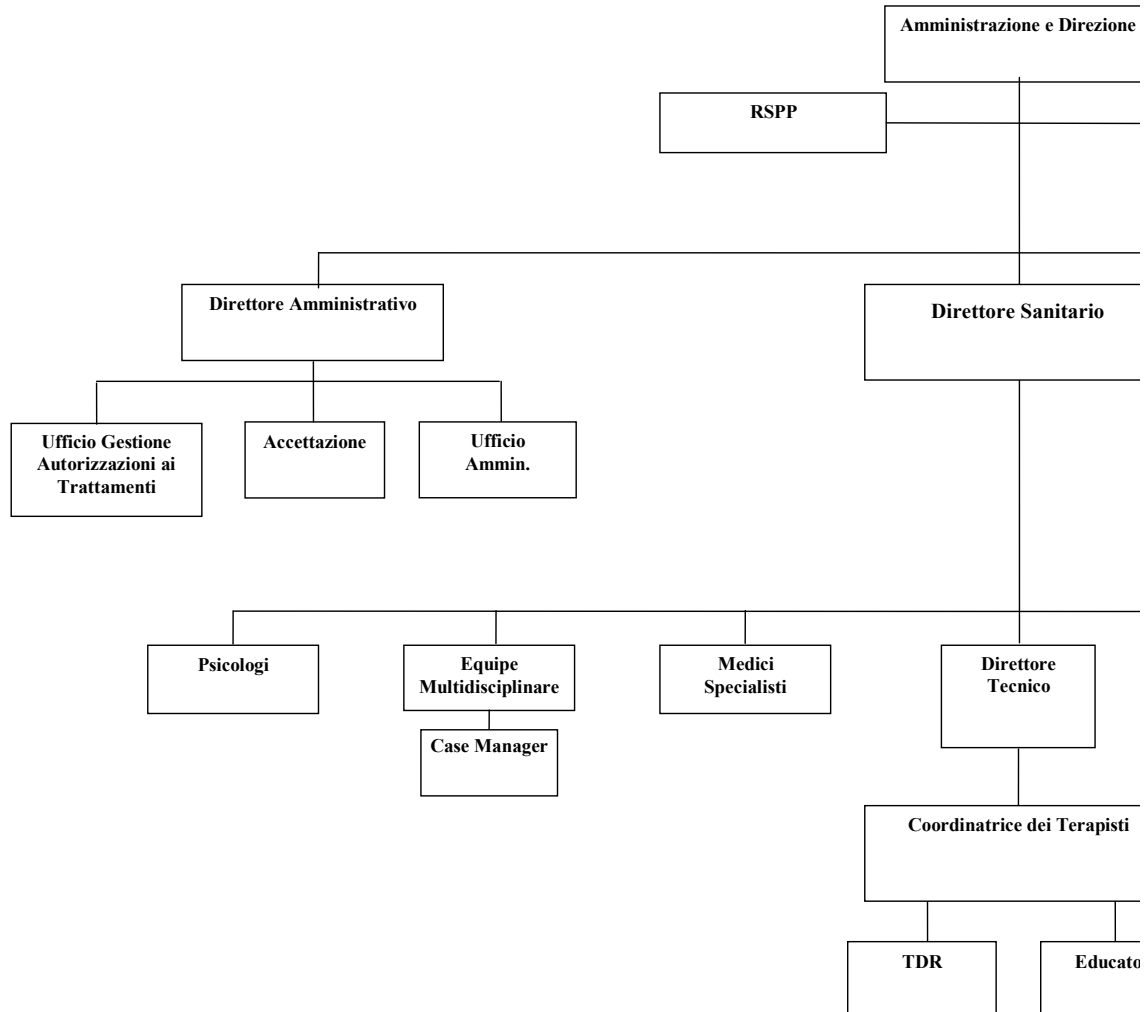 Amministrazione e Direzione
RSPP
Direttore Amministrativo
Direttore Sanitario
Ufficio Gestione
Autorizzazioni ai
Trattamenti
Accettazione
Ufficio
Ammin.
Psicologi
Equipe
Multidisciplinare
Medici
Specialisti
Direttore
Tecnico
Case Manager
Coordinatrice dei Terapisti
TDR
Educato